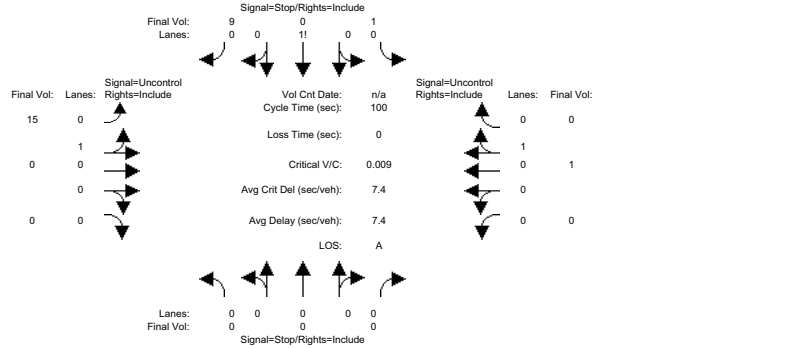 Signal=Stop/Rights=Include
Final Vol: 9 0 1
Lanes: 0 0 1! 0 0
Signal=Uncontrol Signal=Uncontrol
Final Vol: Lanes: Rights=Include Vol Cnt Date: n/a Rights=Include Lanes: Final Vol:
Cycle Time (sec): 100
15 0 0 0
Loss Time (sec): 0
1 1
0 0 Critical V/C: 0.009 0 1
0 Avg Crit Del (sec/veh): 7.4 0
0 0 Avg Delay (sec/veh): 7.4 0 0
LOS: A
Lanes: 0 0 0 0 0
Final Vol: 0 0 0
Signal=Stop/Rights=Include